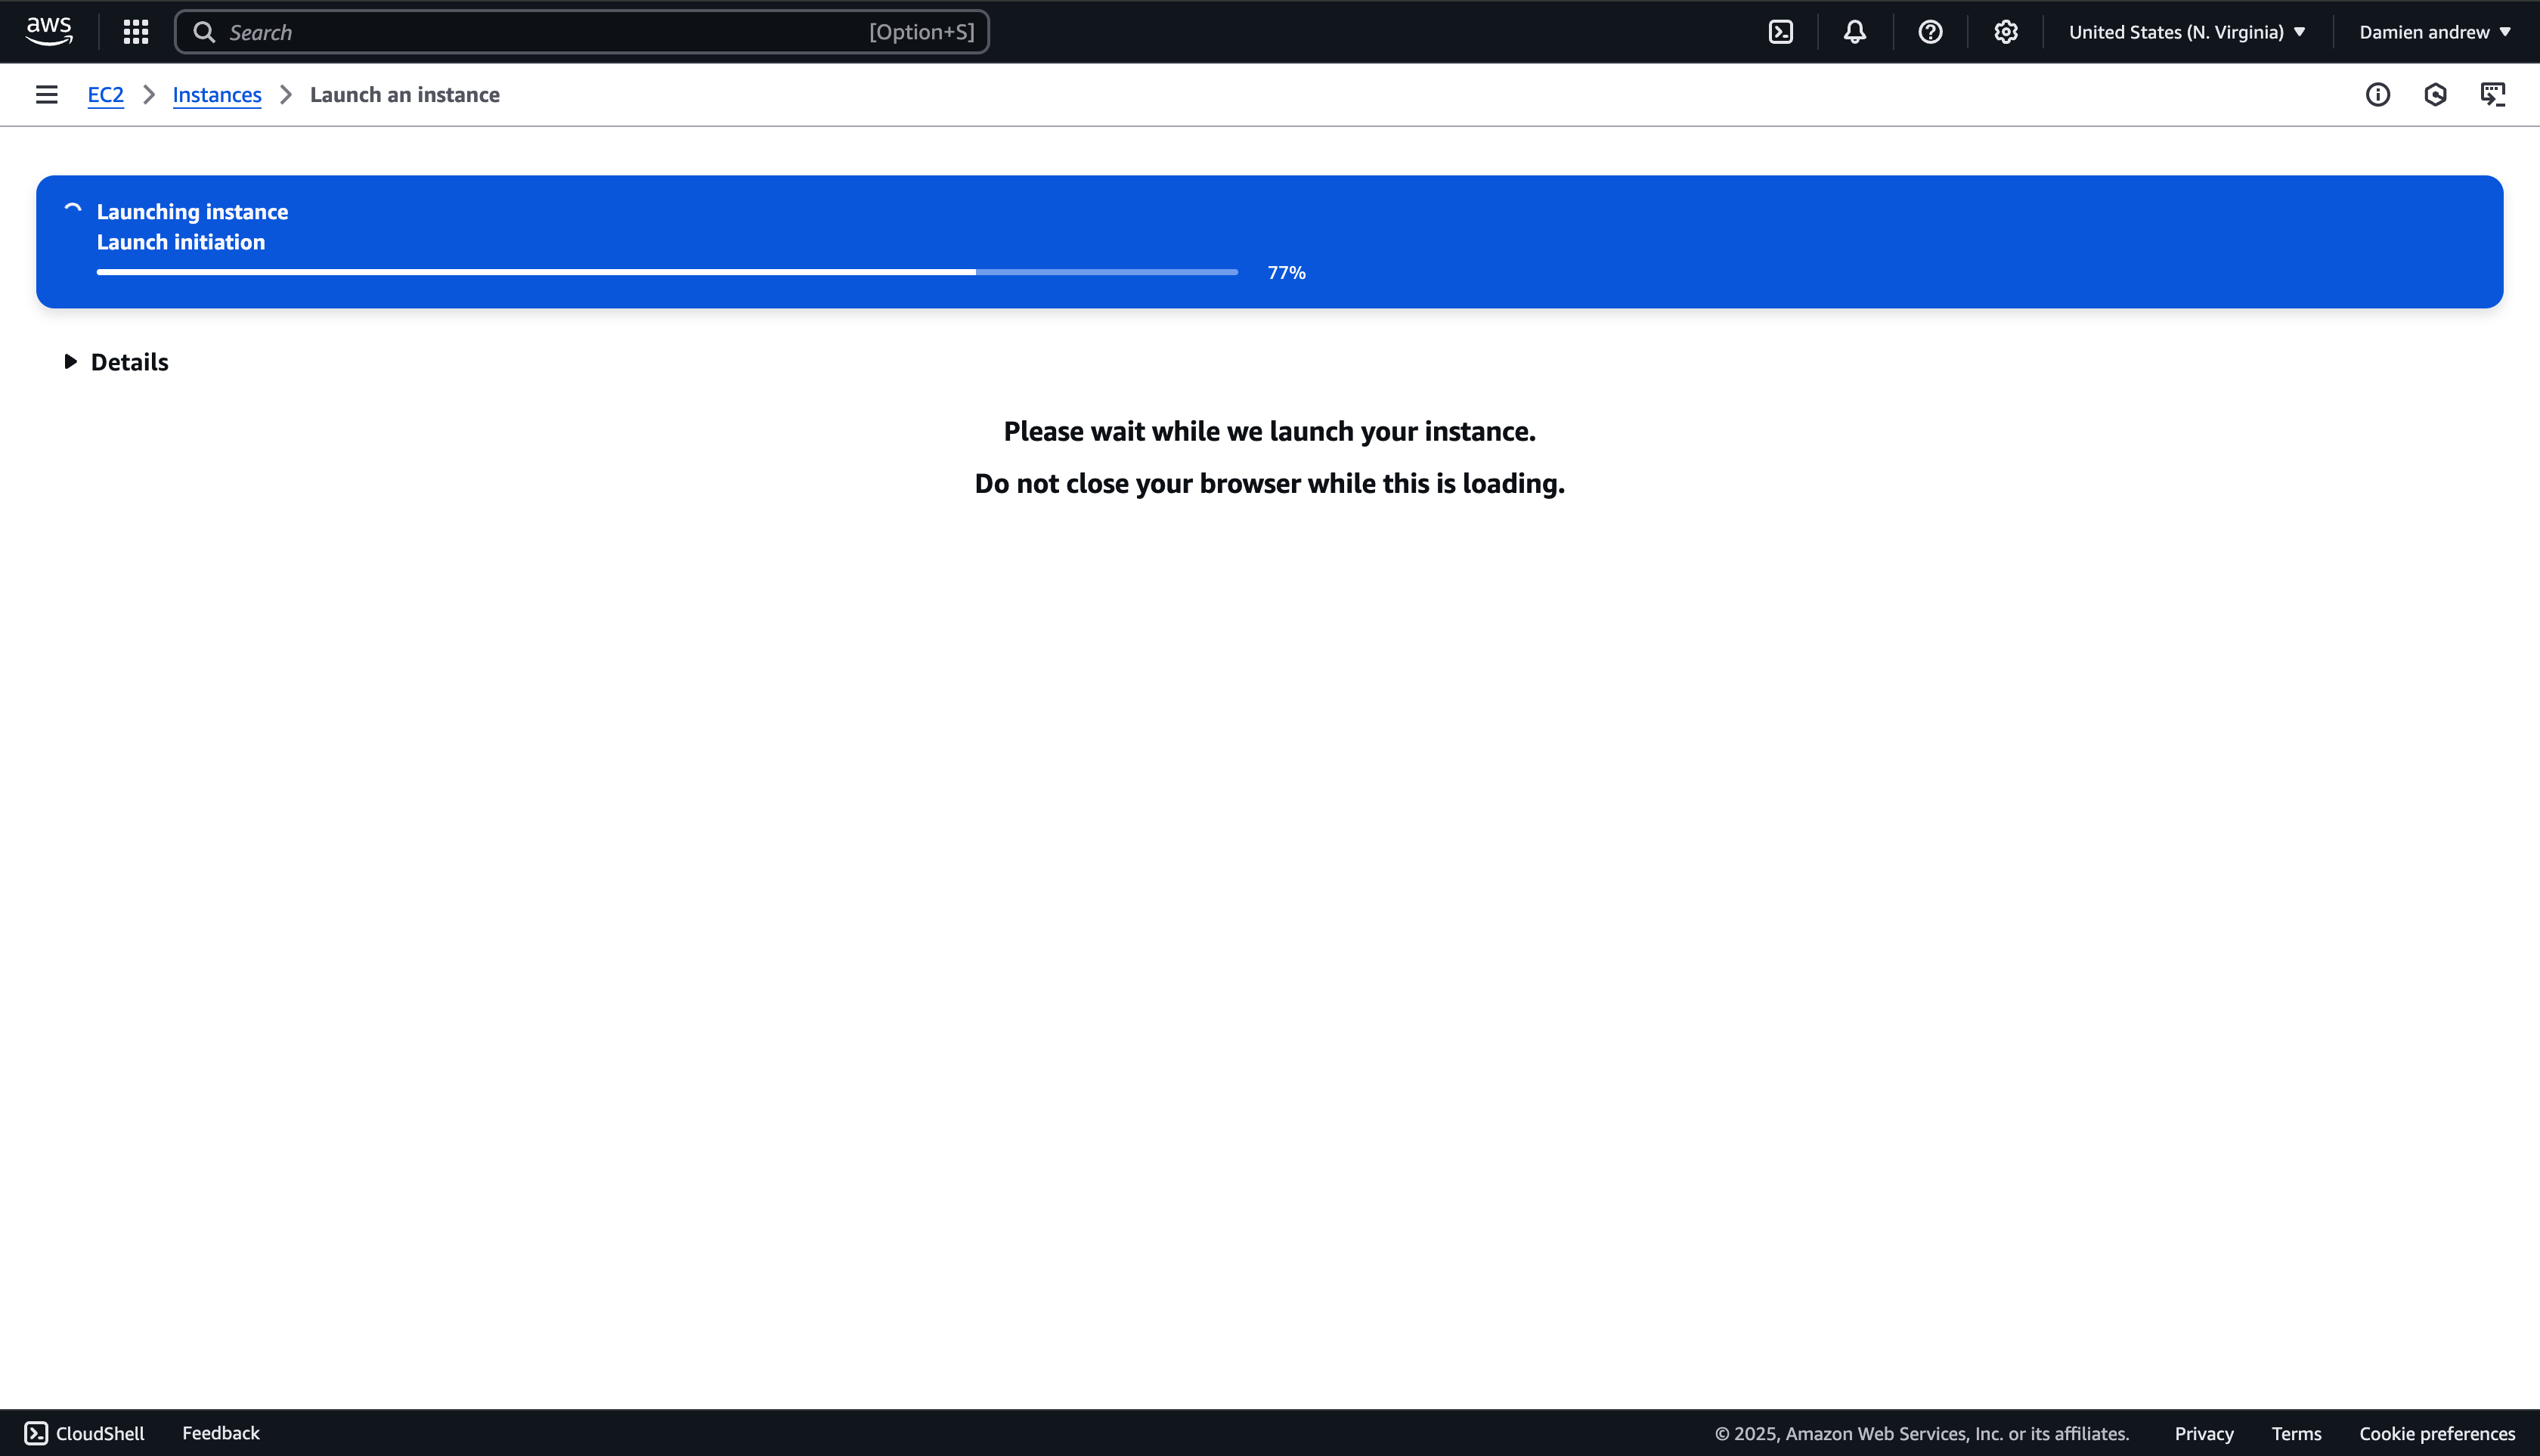 aws
Search [Option+S] United States (N. Virginia) Damien andrew
EC2 Instances Launch an instance
Launching instance
Launch initiation
77%
Details
Please wait while we launch your instance.
Do not close your browser while this is loading.
CloudShell Feedback © 2025, Amazon Web Services, Inc. or its affiliates. Privacy Terms Cookie preferences